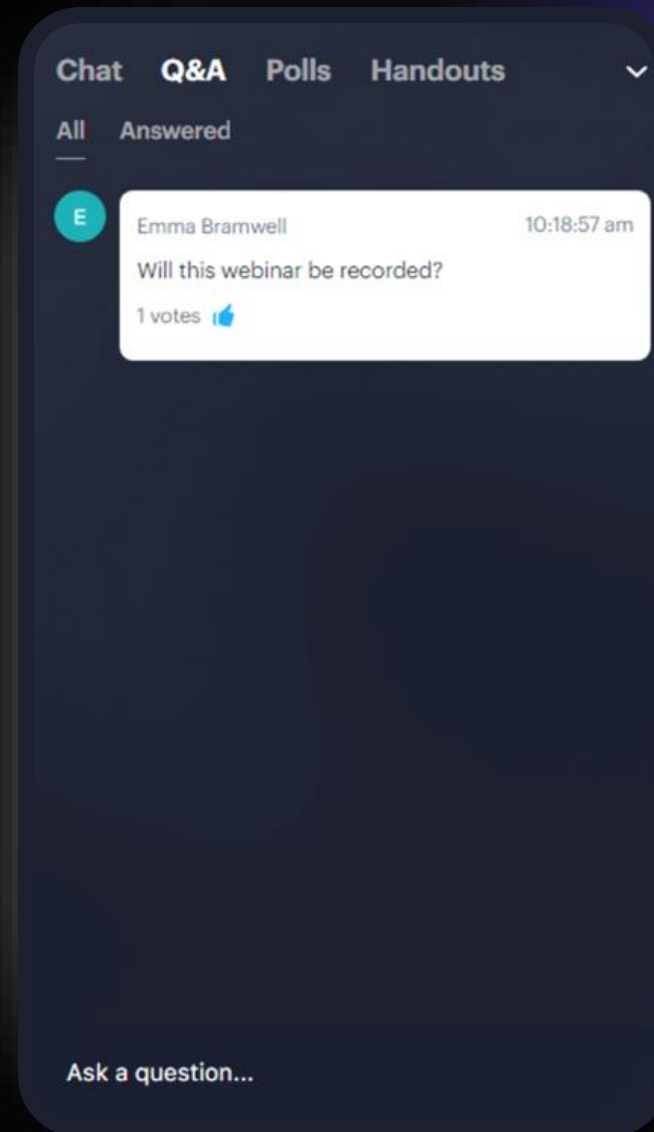 Chat Q&A Polls Handouts
All Answered
E
Emma Bramwell 10:18:57 am
Will this webinar be recorded?
1 votes
Ask a question...